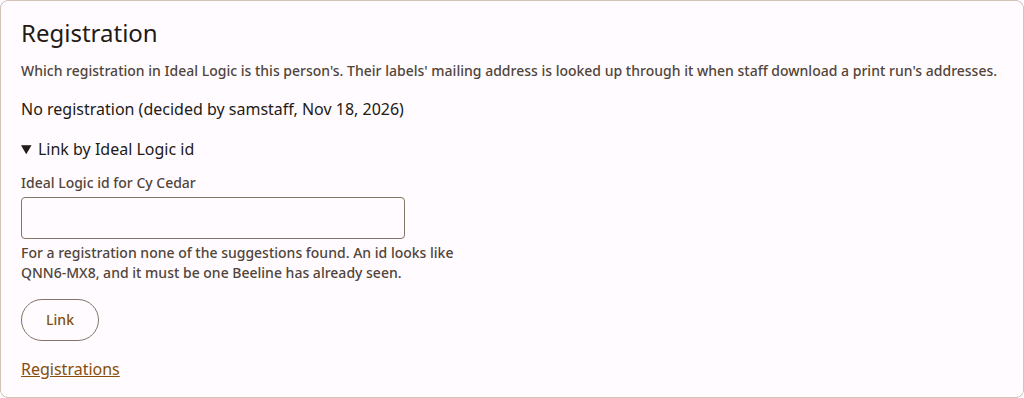 Registration
Which registration in Ideal Logic is this person's. Their labels' mailing address is looked up through it when staff download a print run's addresses.
No registration (decided by samstaff, Nov 18, 2026)
▼ Link by Ideal Logic id
Ideal Logic id for Cy Cedar
For a registration none of the suggestions found. An id looks like
QNN6-MX8, and it must be one Beeline has already seen.
Link
Registrations